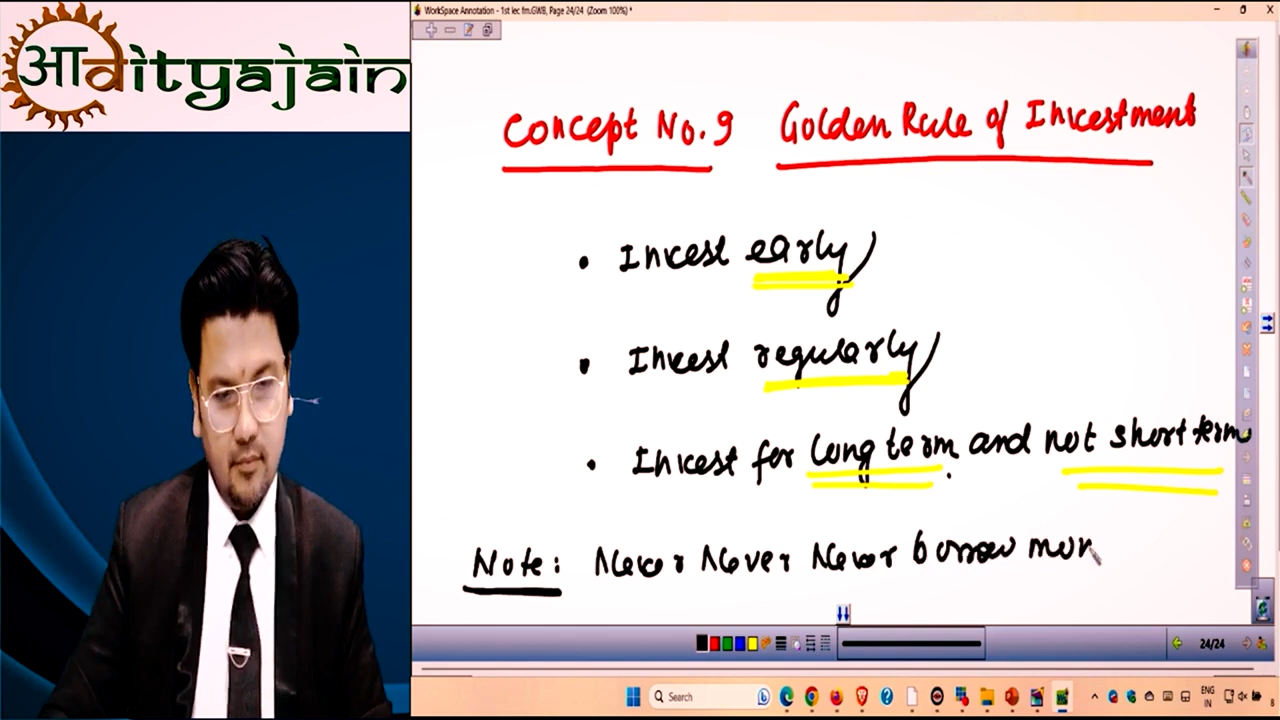 आdityajain
WorkSpace Annotation - 1st lec fm.GWB, Page 24/24 (Zoom 100%) *
Concept No. 9 Golden Rule of Investment
• Invest early
• Invest regularly
• Invest for long term and not short term
Note: Never Never Never borrow mon
24/24
Search
ENG
IN